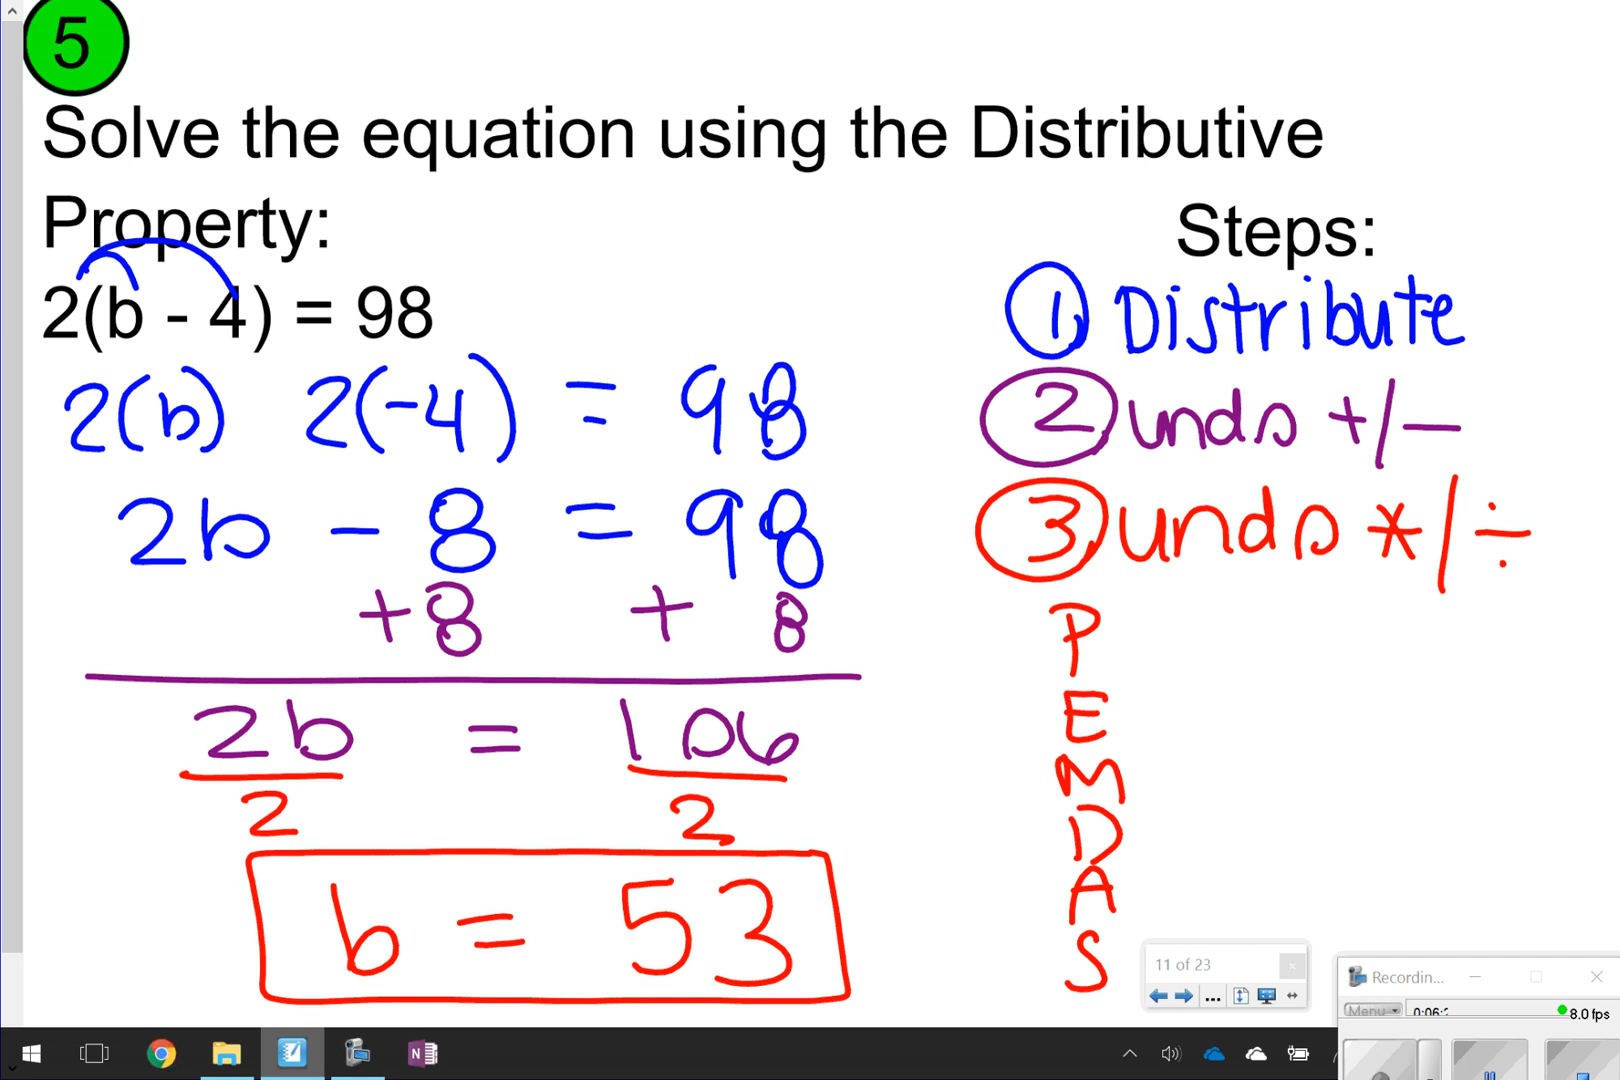 5
Solve the equation using the Distributive
Property:
Steps:
2(b - 4) = 98
1. Distribute
2(b) 2(-4) = 98
2 undo +/-
2b - 8 = 98
3. undo */÷
+8 + 8
2b = 106
2 2
b = 53
P
E
M
D
A
S
11 of 23
Recordin...
Menu
8.0 fps